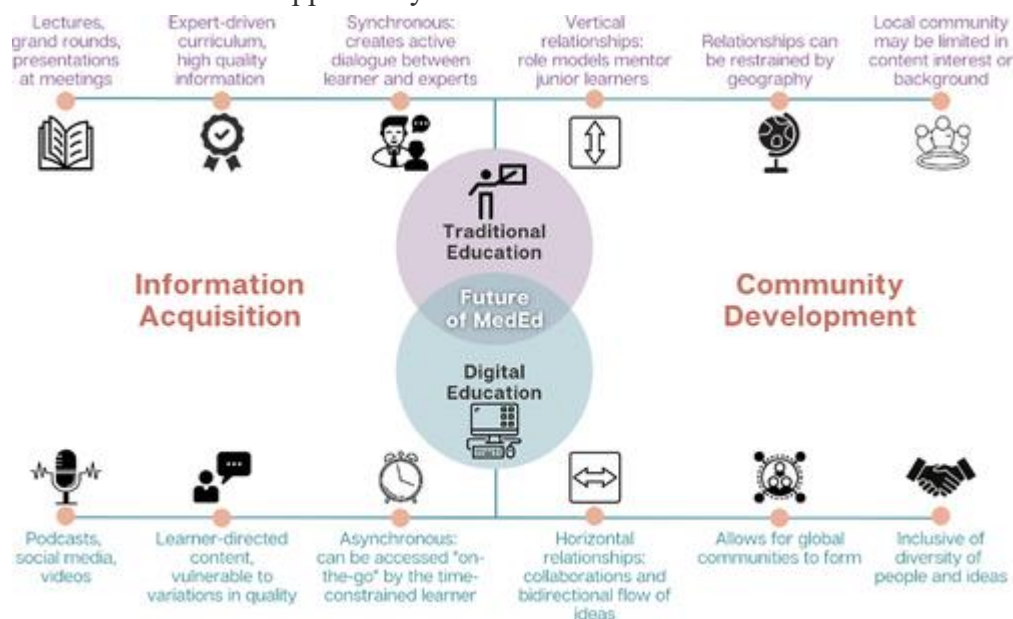 Lectures,
grand rounds,
presentations
at meetings
Expert-driven
curriculum,
high quality
information
Synchronous:
creates active
dialogue between
learner and experts
Vertical
relationships:
role models mentor
junior learners
Relationships can
be restrained by
geography
Local community
may be limited in
content interest or
background
Traditional
Education
Information
Acquisition
Future
of MedEd
Community
Development
Digital
Education
Podcasts,
social media,
videos
Learner-directed
content,
vulnerable to
variations in quality
Asynchronous:
can be accessed "on-
the-go" by the time-
constrained learner
Horizontal
relationships:
collaborations and
bidirectional flow of
ideas
Allows for global
communities to form
Inclusive of
diversity of
people and ideas